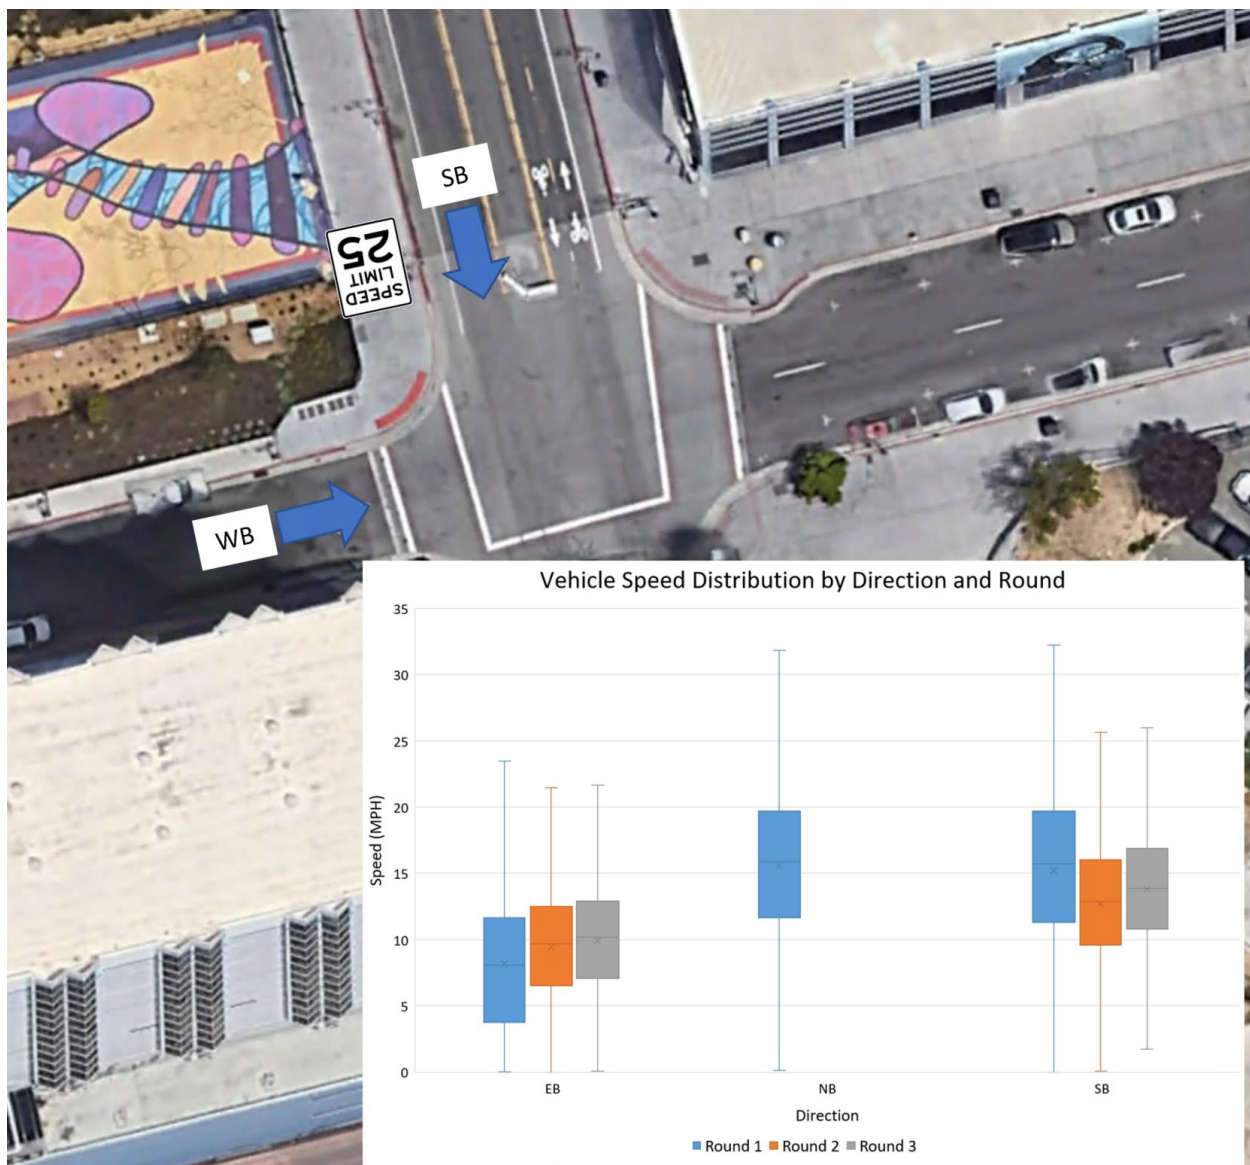 SB
SPEED
LIMIT
25
WB
Vehicle Speed Distribution by Direction and Round
35
30
25
20
15
10
5
0
Speed (MPH)
EB NB SB
Direction
Round 1 Round 2 Round 3